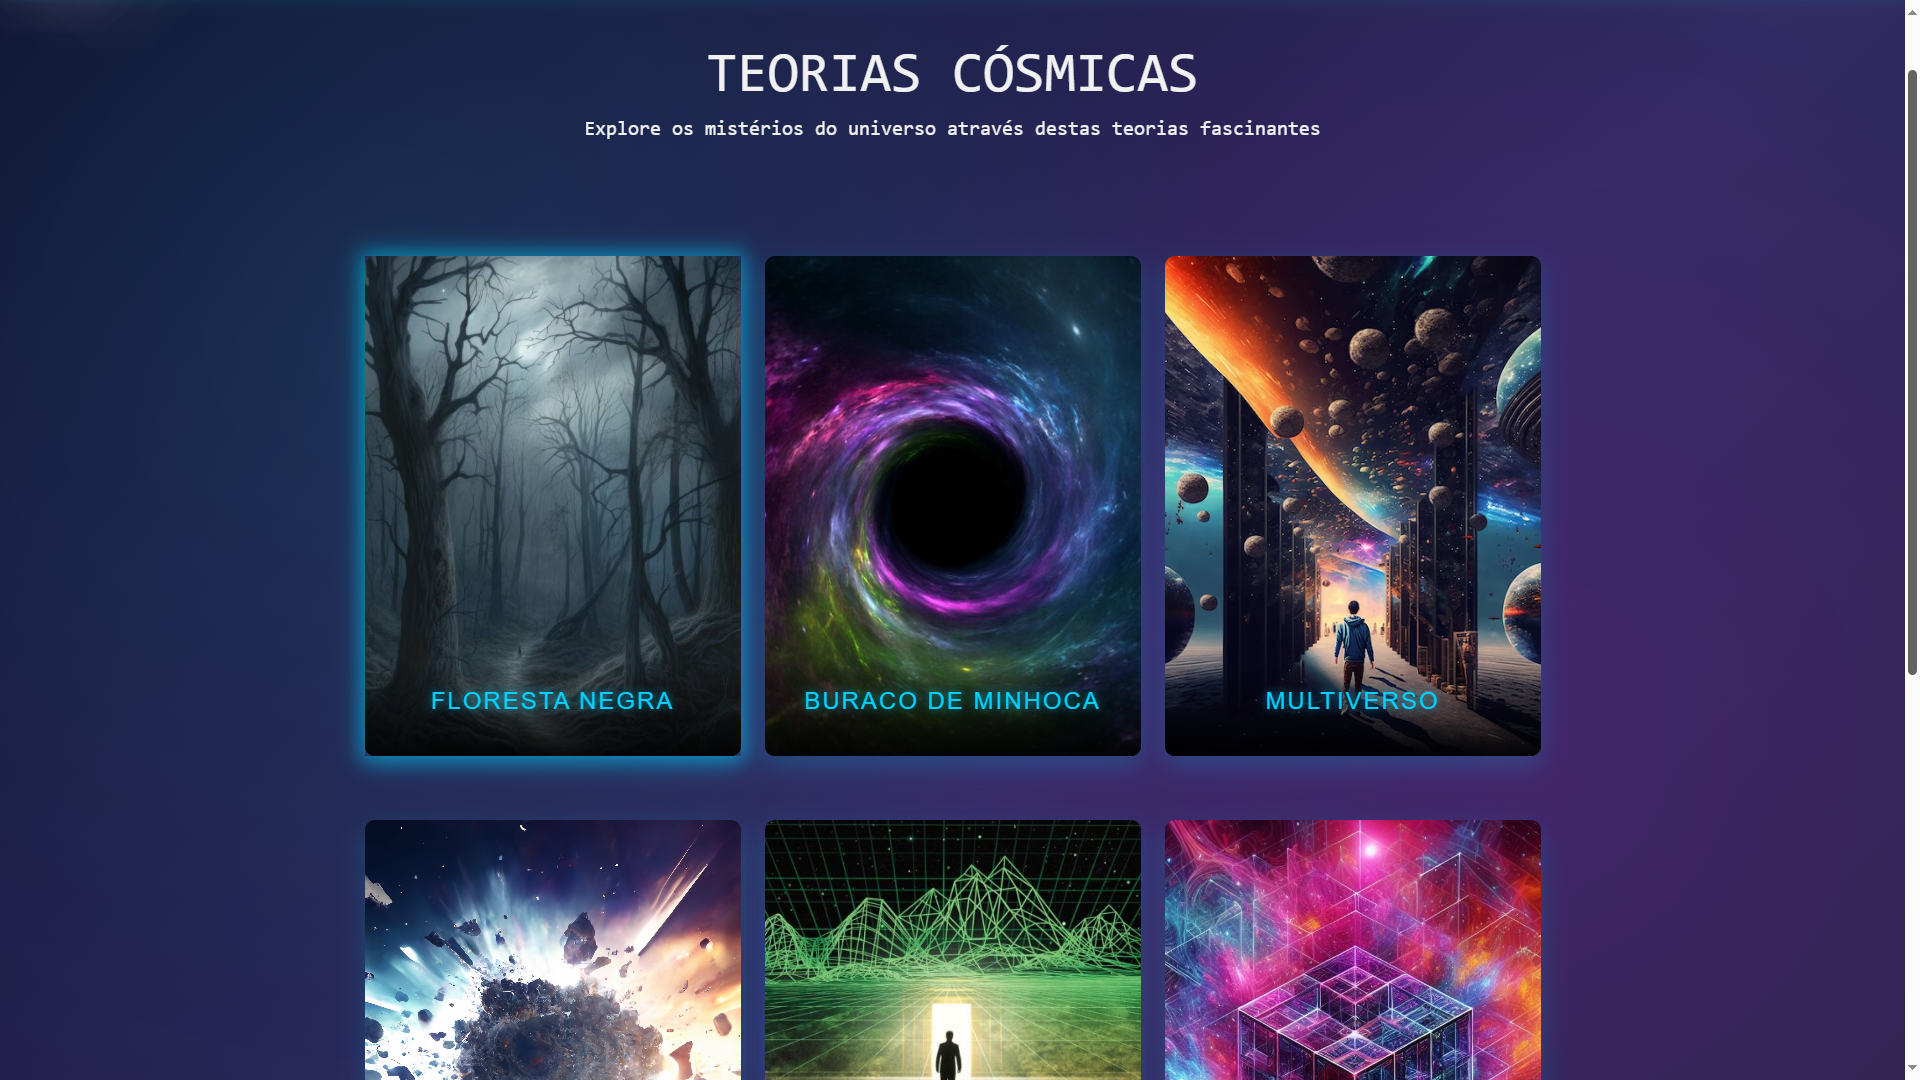 TEORIAS CÓSMICAS
Explore os mistérios do universo através destas teorias fascinantes
FLORESTA NEGRA
BURACO DE MINHOCA
MULTIVERSO